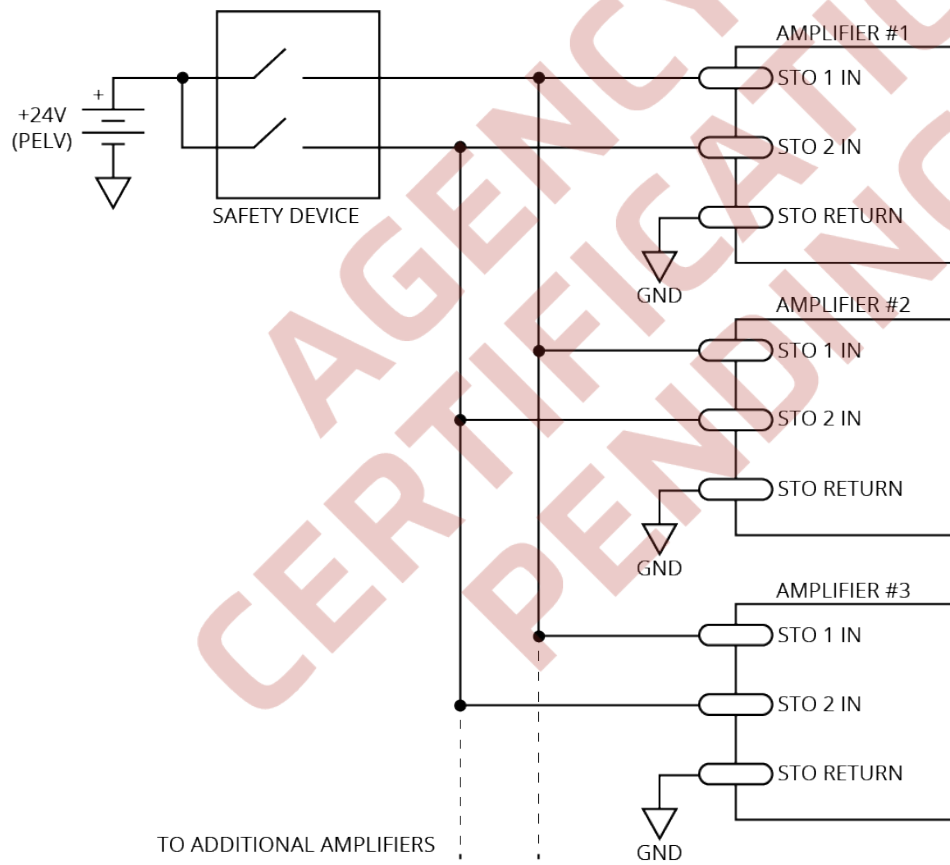 AMPLIFIER #1
STO 1 IN
+
+24V
(PELV)
STO 2 IN
SAFETY DEVICE
STO RETURN
GND
AMPLIFIER #2
STO 1 IN
STO 2 IN
STO RETURN
GND
AMPLIFIER #3
STO 1 IN
STO 2 IN
STO RETURN
TO ADDITIONAL AMPLIFIERS
GND
AGENCY
CERTIFICATION
PENDING